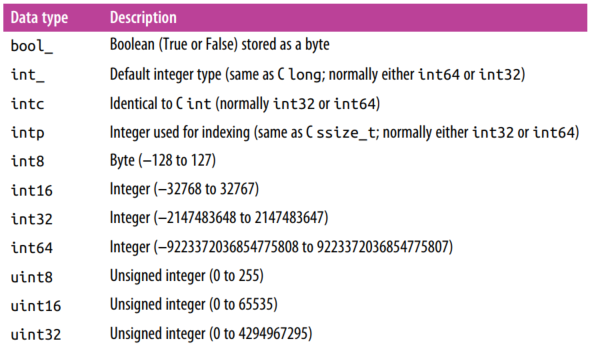 Data type Description
bool_ Boolean (True or False) stored as a byte
int_ Default integer type (same as C long; normally either int64 or int32)
intc Identical to C int (normally int32 or int64)
intp Integer used for indexing (same as C ssize_t; normally either int32 or int64)
int8 Byte (–128 to 127)
int16 Integer (–32768 to 32767)
int32 Integer (–2147483648 to 2147483647)
int64 Integer (–9223372036854775808 to 9223372036854775807)
uint8 Unsigned integer (0 to 255)
uint16 Unsigned integer (0 to 65535)
uint32 Unsigned integer (0 to 4294967295)